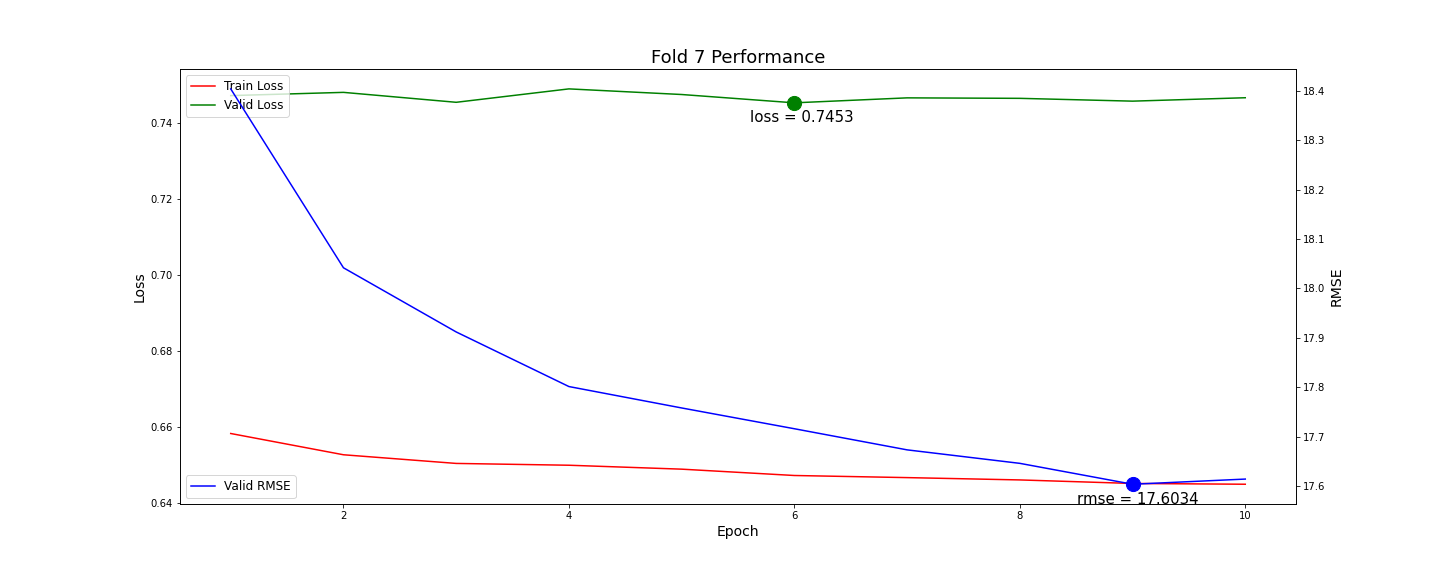 Fold 7 Performance
Train Loss
Valid Loss
Valid RMSE
loss = 0.7453
rmse = 17.6034
Loss
0.74
0.72
0.70
0.68
0.66
0.64
RMSE
18.4
18.3
18.2
18.1
18.0
17.9
17.8
17.7
17.6
2
4
6
8
10
Epoch